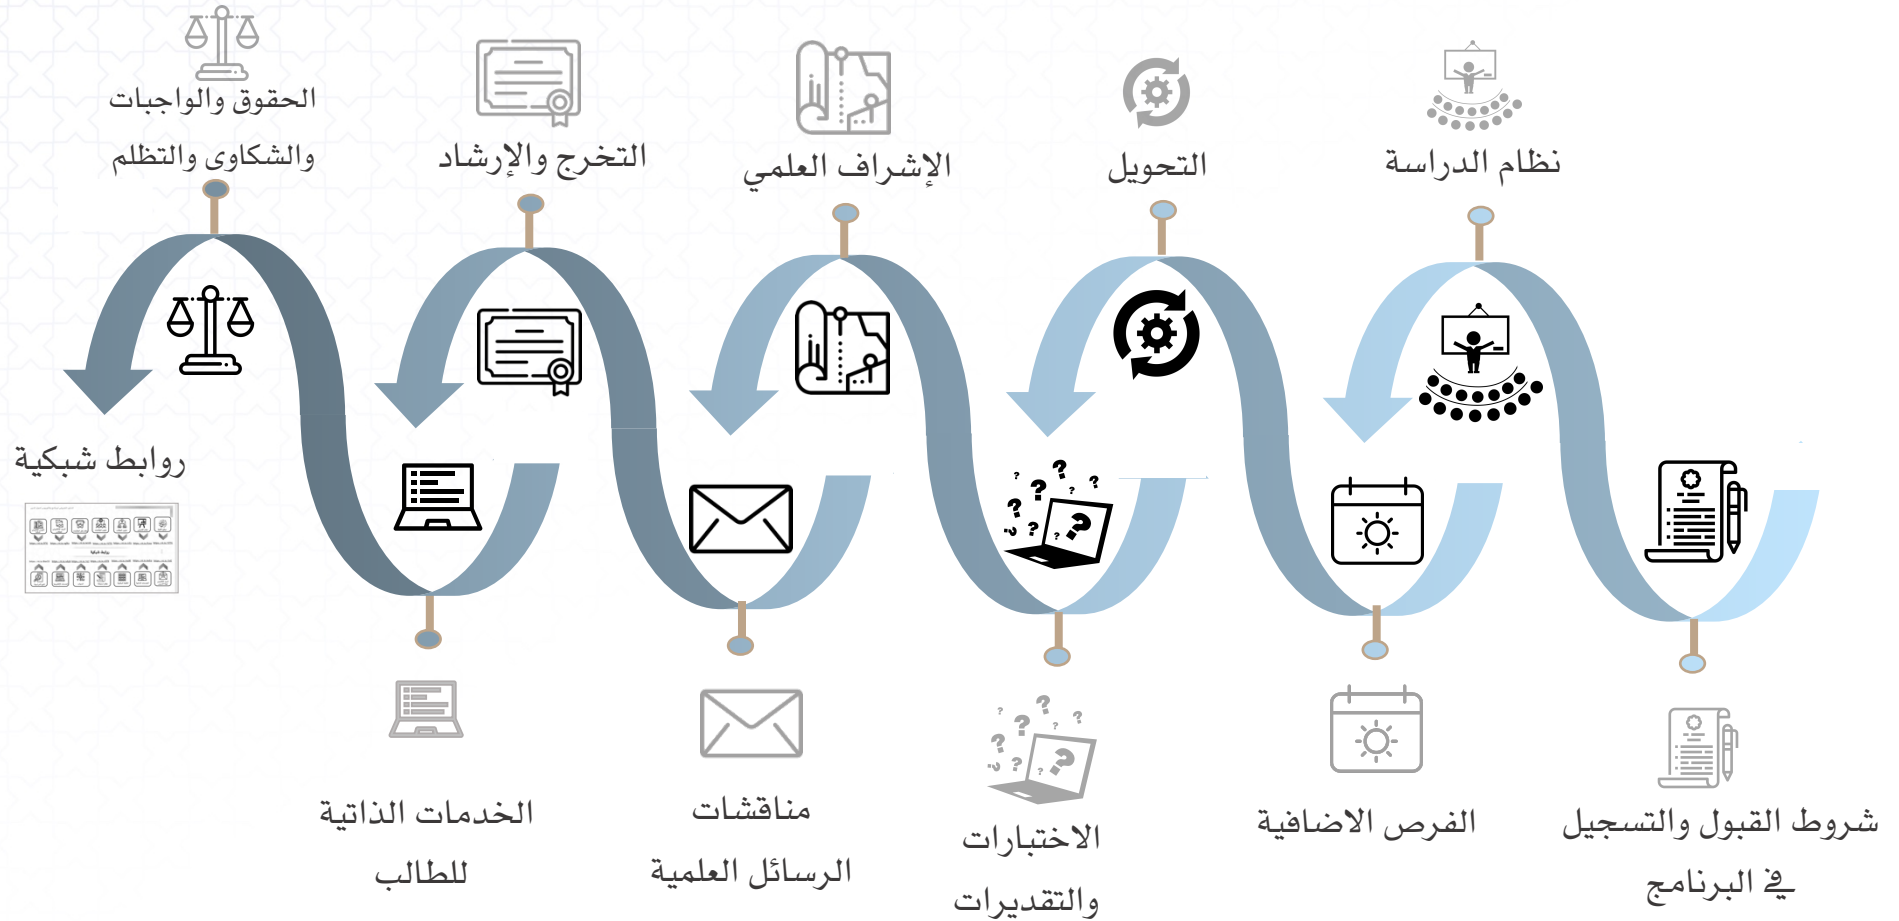 شروط القبول والتسجيل
في البرنامج
نظام الدراسة
الفرص الاضافية
التحويل
الاختبارات
والتقديرات
الإشراف العلمي
مناقشات
الرسائل العلمية
التخرج والإرشاد
الخدمات الذاتية
للطالب
الحقوق والواجبات
والشكاوى والتظلم
روابط شبكية